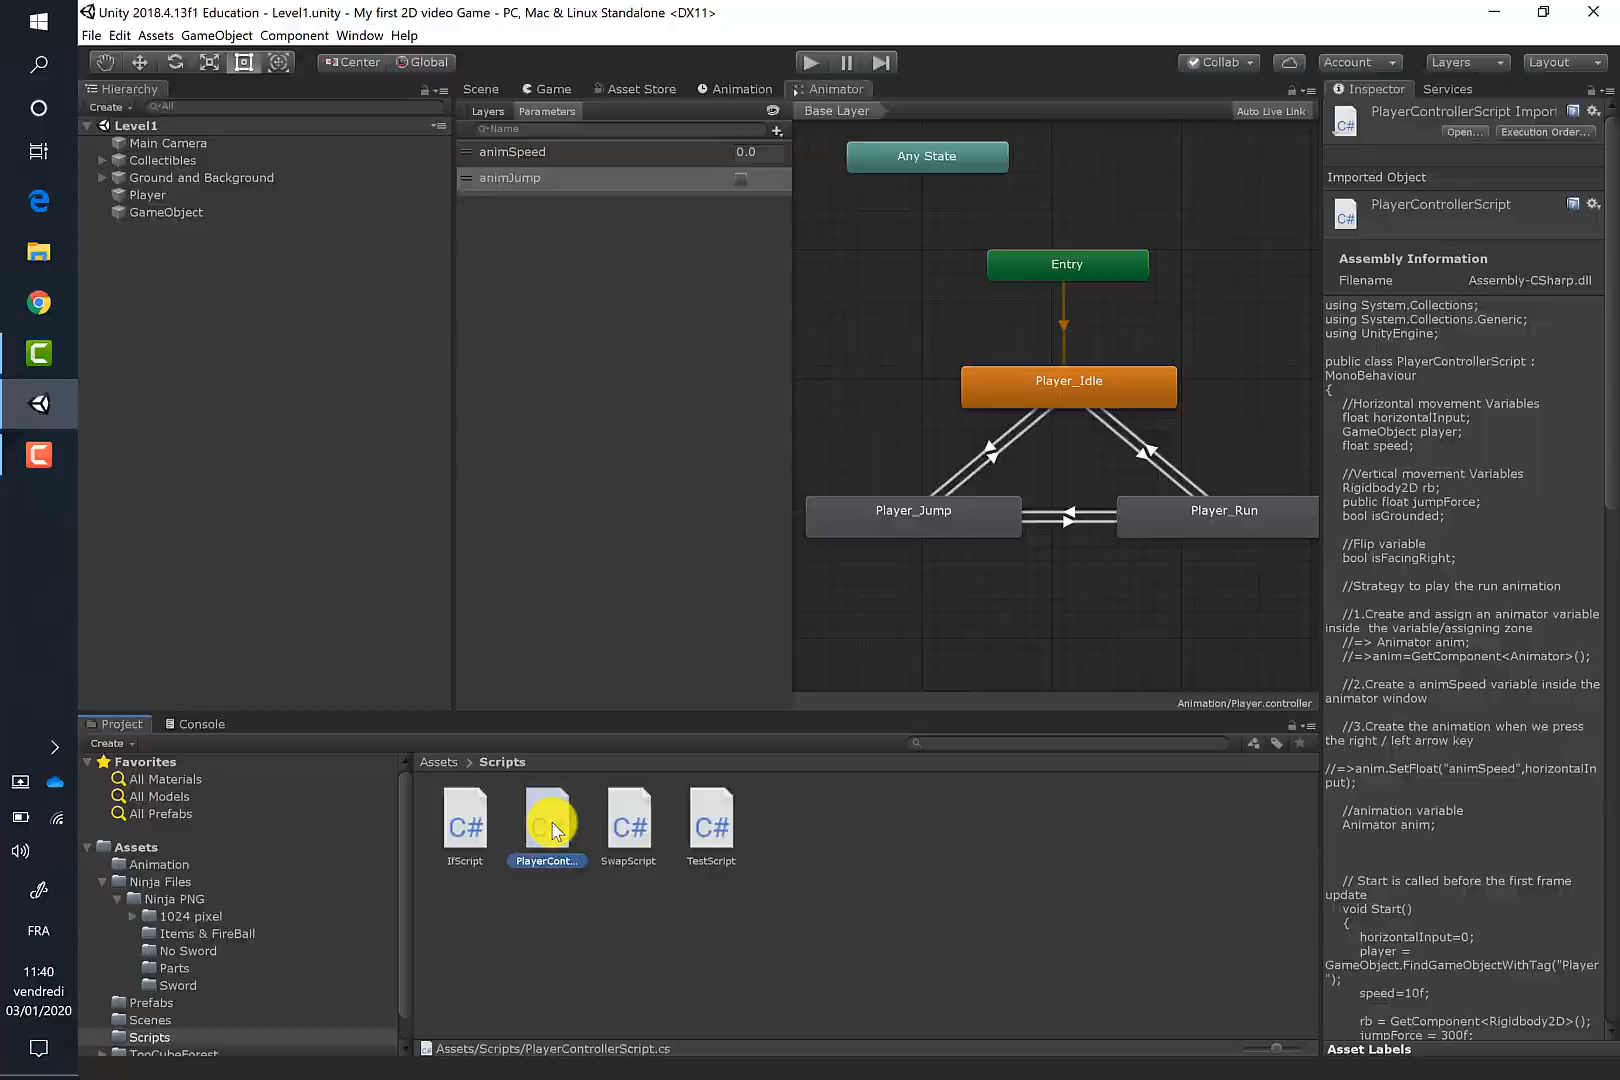 Unity 2018.4.13f1 Education - Level1.unity - My first 2D video Game - PC, Mac & Linux Standalone <DX11>
File Edit Assets GameObject Component Window Help
Center Global Collab Account Layers Layout
Hierarchy
Create All
Level1
Main Camera
Collectibles
Ground and Background
Player
GameObject
Scene Game Asset Store Animation Animator
Layers Parameters
Name
animSpeed 0.0
animJump
Base Layer Auto Live Link
Any State
Entry
Player_Idle
Player_Jump Player_Run
Animation/Player.controller
Inspector Services
PlayerControllerScript Import
Open... Execution Order...
Imported Object
PlayerControllerScript
Assembly Information
Filename Assembly-CSharp.dll
using System.Collections;
using System.Collections.Generic;
using UnityEngine;
public class PlayerControllerScript :
MonoBehaviour
{
//Horizontal movement Variables
float horizontalInput;
GameObject player;
float speed;
//Vertical movement Variables
Rigidbody2D rb;
public float jumpForce;
bool isGrounded;
//Flip variable
bool isFacingRight;
//Strategy to play the run animation
//1.Create and assign an animator variable
inside the variable/assigning zone
//=> Animator anim;
//=>anim=GetComponent<Animator>();
//2.Create a animSpeed variable inside the
animator window
//3.Create the animation when we press
the right / left arrow key
//=>anim.SetFloat("animSpeed",horizontalIn
put);
//animation variable
Animator anim;
// Start is called before the first frame
update
void Start()
{
horizontalInput=0;
player =
GameObject.FindGameObjectWithTag("Player
");
speed=10f;
rb = GetComponent<Rigidbody2D>();
jumpForce = 300f;
Asset Labels
Project Console
Create
Favorites
All Materials
All Models
All Prefabs
Assets
Animation
Ninja Files
Ninja PNG
1024 pixel
Items & FireBall
No Sword
Parts
Sword
Prefabs
Scenes
Scripts
TooCubeForest
Assets > Scripts
C# C# C# C#
IfScript PlayerCont... SwapScript TestScript
Assets/Scripts/PlayerControllerScript.cs
FRA
11:40
vendredi
03/01/2020